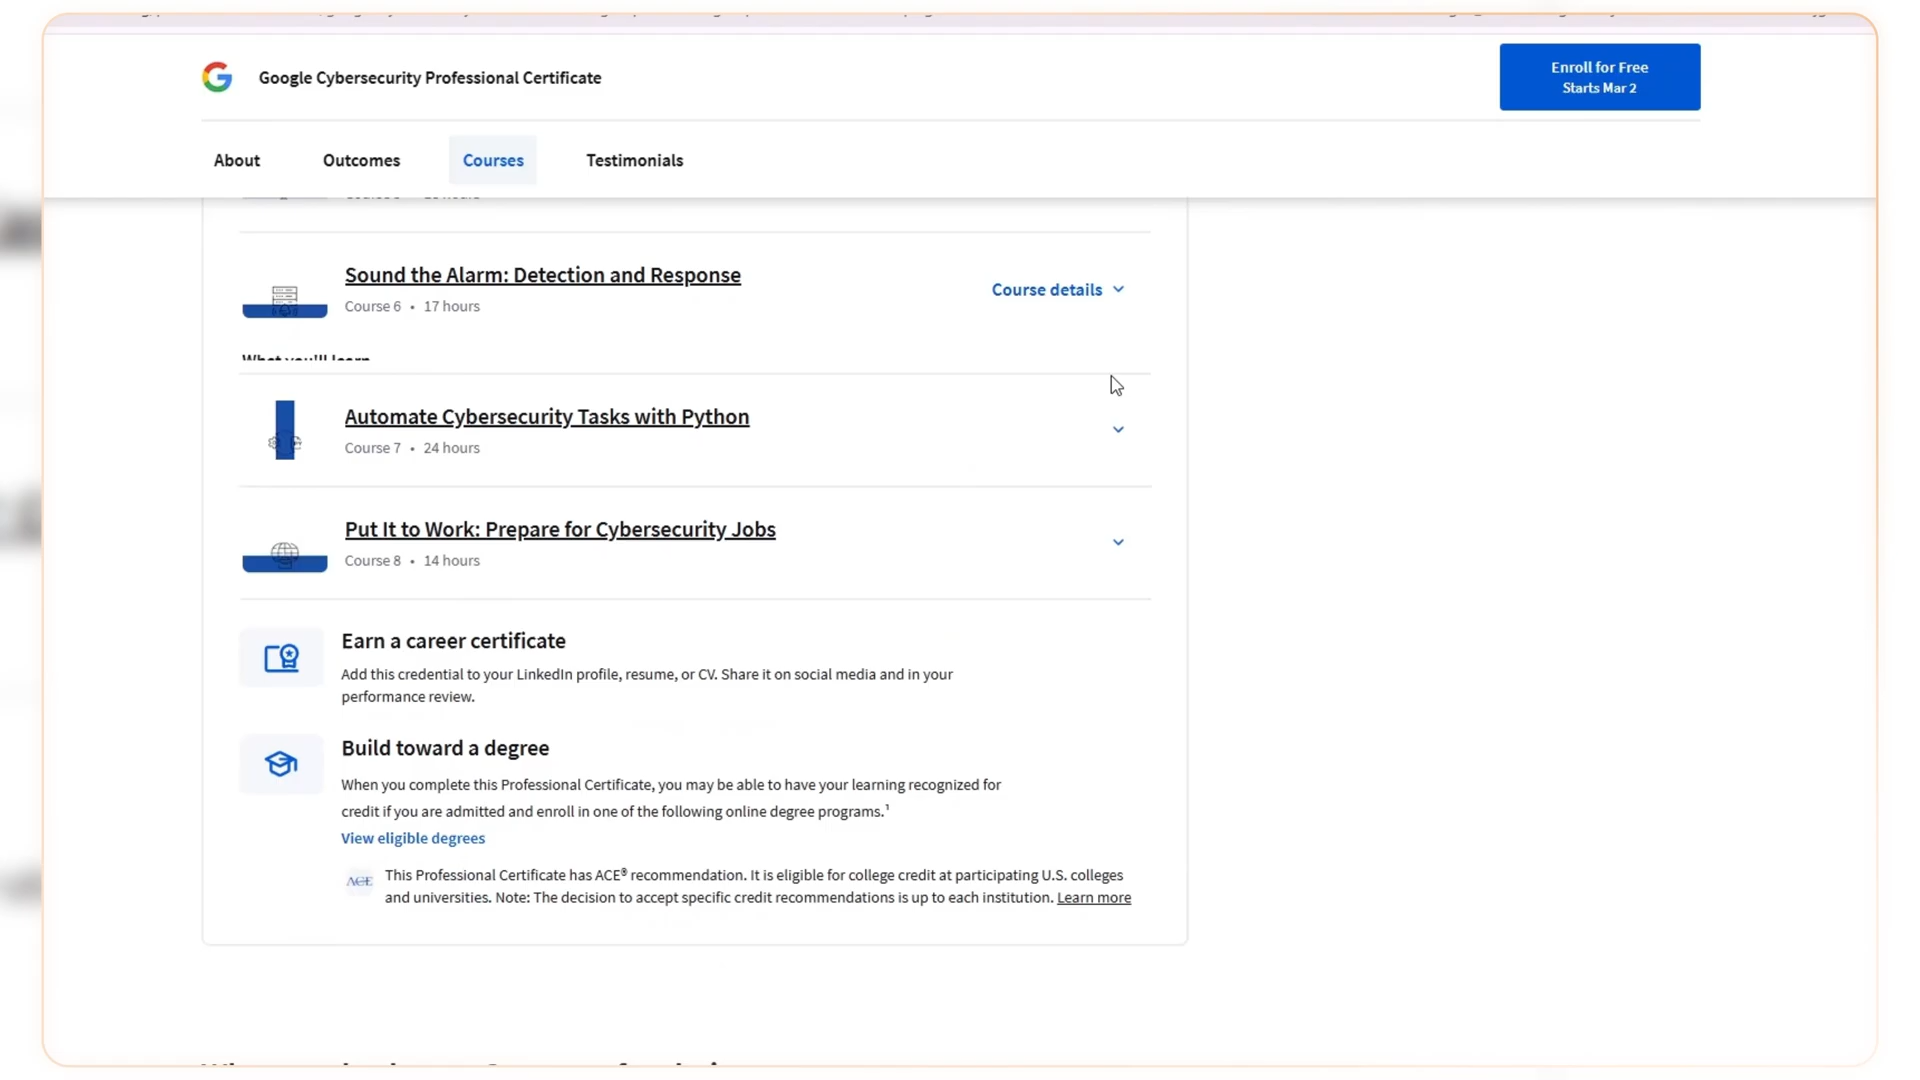 Google Cybersecurity Professional Certificate
Enroll for Free
Starts Mar 2
About
Outcomes
Courses
Testimonials
Sound the Alarm: Detection and Response
Course 6 • 17 hours
Course details
What you'll learn
Automate Cybersecurity Tasks with Python
Course 7 • 24 hours
Put It to Work: Prepare for Cybersecurity Jobs
Course 8 • 14 hours
Earn a career certificate
Add this credential to your LinkedIn profile, resume, or CV. Share it on social media and in your
performance review.
Build toward a degree
When you complete this Professional Certificate, you may be able to have your learning recognized for
credit if you are admitted and enroll in one of the following online degree programs.¹
View eligible degrees
ACE
This Professional Certificate has ACE® recommendation. It is eligible for college credit at participating U.S. colleges
and universities. Note: The decision to accept specific credit recommendations is up to each institution. Learn more